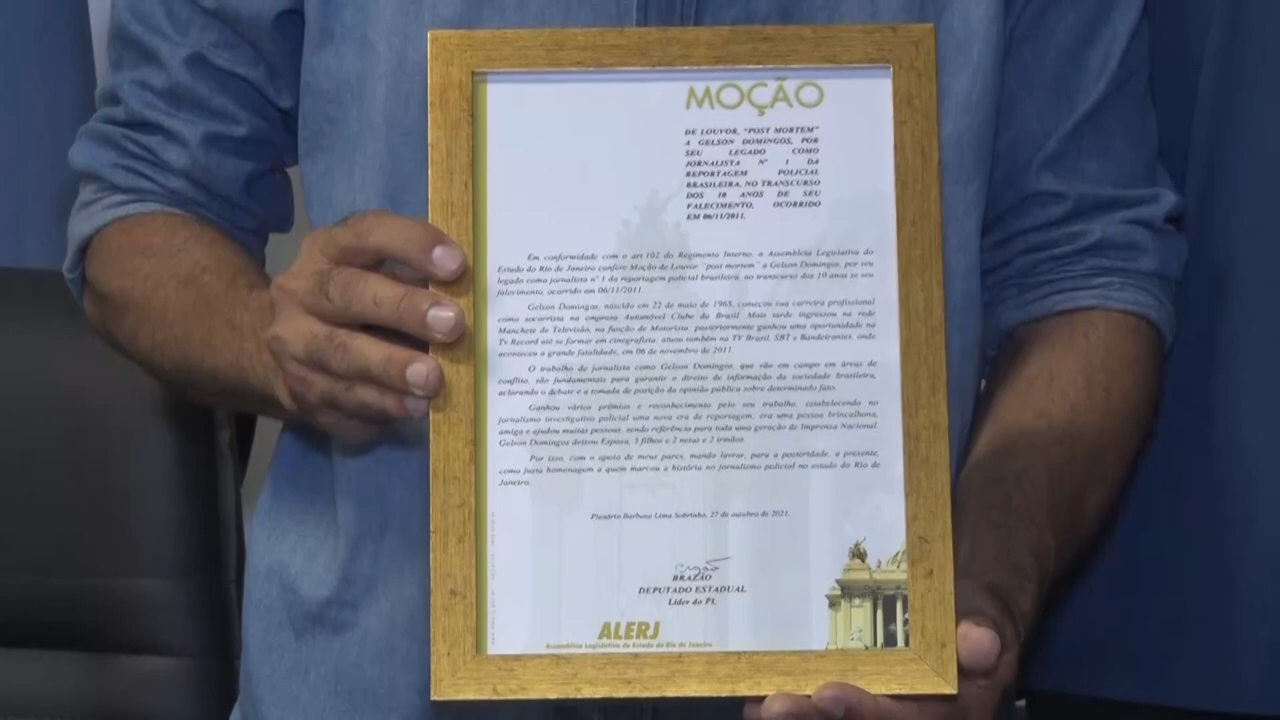 MOÇÃO
DE LOUVOR, "POST MORTEM"
A GELSON DOMINGOS, POR
SEU LEGADO COMO
JORNALISTA Nº 1 DA
REPORTAGEM POLICIAL
BRASILEIRA, NO TRANSCURSO
DOS 10 ANOS DE SEU
FALECIMENTO, OCORRIDO
EM 06/11/2011.
Em conformidade com o art.102 do Regimento Interno, a Assembleia Legislativa do
Estado do Rio de Janeiro confere Moção de Louvor "post mortem" a Gelson Domingos, por seu
legado como jornalista nº 1 da reportagem policial brasileira, no transcurso dos 10 anos se seu
falecimento, ocorrido em 06/11/2011.
Gelson Domingos, nascido em 22 de maio de 1965, começou sua carreira profissional
como socorrista na empresa Automóvel Clube do Brasil. Mais tarde ingressou na rede
Manchete de Televisão, na função de Motorista, posteriormente ganhou uma oportunidade na
Tv Record até se formar em cinegrafista, atuou também na TV Brasil, SBT e Bandeirantes, onde
aconteceu a grande fatalidade, em 06 de novembro de 2011.
O trabalho de jornalista como Gelson Domingos, que vão em campo em áreas de
conflito, são fundamentais para garantir o direito de informação da sociedade brasileira,
aclorando o debate e a tomada de posição da opinião pública sobre determinado fato.
Ganhou vários prêmios e reconhecimento pelo seu trabalho, estabelecendo no
jornalismo investigativo policial uma nova era de reportagem, era uma pessoa brincalhona,
amiga e ajudou muitas pessoas, sendo referência para toda uma geração de Imprensa Nacional.
Gelson Domingos deixou Esposa, 3 filhos e 2 netas e 2 irmãos.
Por isso, com o apoio de meus pares, mando lavrar, para a posteridade, a presente,
como justa homenagem a quem marcou a história no jornalismo policial no estado do Rio de
Janeiro.
Plenário Barbosa Lima Sobrinho, 27 de outubro de 2021.
BRAZÃO
DEPUTADO ESTADUAL
Líder do PL
ALERJ
Assembleia Legislativa do Estado do Rio de Janeiro